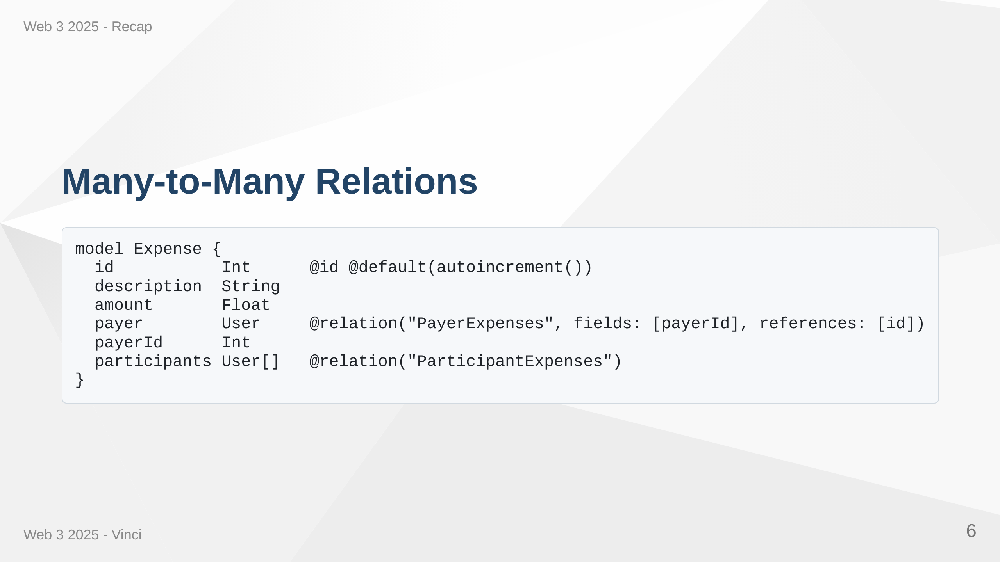 Web 3 2025 - Recap
Many-to-Many Relations
model Expense {
  id           Int      @id @default(autoincrement())
  description  String
  amount       Float
  payer        User     @relation("PayerExpenses", fields: [payerId], references: [id])
  payerId      Int
  participants User[]   @relation("ParticipantExpenses")
}
Web 3 2025 - Vinci
6